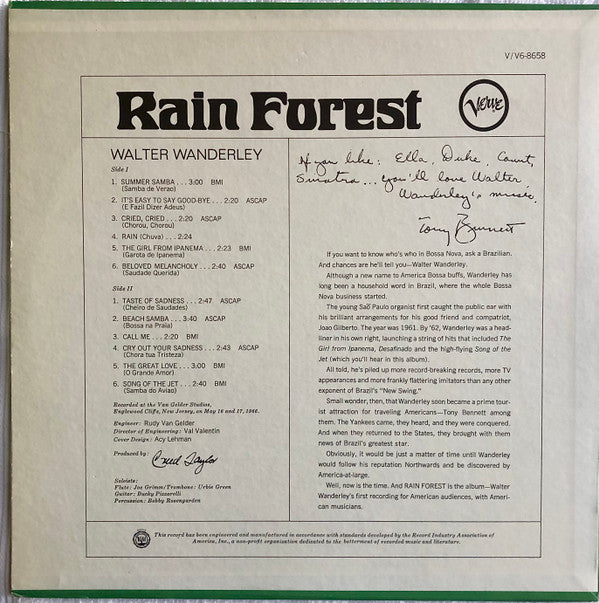 V/V6-8658
Rain Forest
Verve
WALTER WANDERLEY
Side I
1. SUMMER SAMBA . . . 3:00 BMI
(Samba de Verao)
2. IT'S EASY TO SAY GOOD-BYE . . . 2:20 ASCAP
(E Fazil Dizer Adeus)
3. CRIED, CRIED . . . 2:20 ASCAP
(Chorou, Chorou)
4. RAIN (Chuva) . . . 2:24
5. THE GIRL FROM IPANEMA . . . 2:23 BMI
(Garota de Ipanema)
6. BELOVED MELANCHOLY . . . 2:40 ASCAP
(Saudade Querida)
Side II
1. TASTE OF SADNESS . . . 2:47 ASCAP
(Cheiro de Saudades)
2. BEACH SAMBA . . . 3:40 ASCAP
(Bossa na Praia)
3. CALL ME . . . 2:20 BMI
4. CRY OUT YOUR SADNESS . . . 2:43 ASCAP
(Chora tua Tristeza)
5. THE GREAT LOVE . . . 3:00 BMI
(O Grande Amor)
6. SONG OF THE JET . . . 2:40 BMI
(Samba do Aviao)
Recorded at the Van Gelder Studios,
Englewood Cliffs, New Jersey, on May 16 and 17, 1966.
Engineer: Rudy Van Gelder
Director of Engineering: Val Valentin
Cover Design: Acy Lehman
Produced by:
Creed Taylor
Soloists:
Flute: Joe Grimm/Trombone: Urbie Green
Guitar: Bucky Pizzarelli
Percussion: Bobby Rosengarden
If you like: Ella, Duke, Count,
Sinatra... you'll love Walter
Wanderley's music.
Tony Bennett
If you want to know who's who in Bossa Nova, ask a Brazilian.
And chances are he'll tell you—Walter Wanderley.
Although a new name to America Bossa buffs, Wanderley has
long been a household word in Brazil, where the whole Bossa
Nova business started.
The young Saõ Paulo organist first caught the public ear with
his brilliant arrangements for his good friend and compatriot,
Joao Gilberto. The year was 1961. By '62, Wanderley was a head-
liner in his own right, launching a string of hits that included The
Girl from Ipanema, Desafinado and the high-flying Song of the
Jet (which you'll hear in this album).
All told, he's piled up more record-breaking records, more TV
appearances and more frankly flattering imitators than any other
exponent of Brazil's "New Swing."
Small wonder, then, that Wanderley soon became a prime tour-
ist attraction for traveling Americans—Tony Bennett among
them. The Yankees came, they heard, and they were conquered.
And when they returned to the States, they brought with them
news of Brazil's greatest star.
Obviously, it would be just a matter of time until Wanderley
would follow his reputation Northwards and be discovered by
America-at-large.
Well, now is the time. And RAIN FOREST is the album—Walter
Wanderley's first recording for American audiences, with Amer-
ican musicians.
This record has been engineered and manufactured in accordance with standards developed by the Record Industry Association of
America, Inc., a non-profit organization dedicated to the betterment of recorded music and literature.